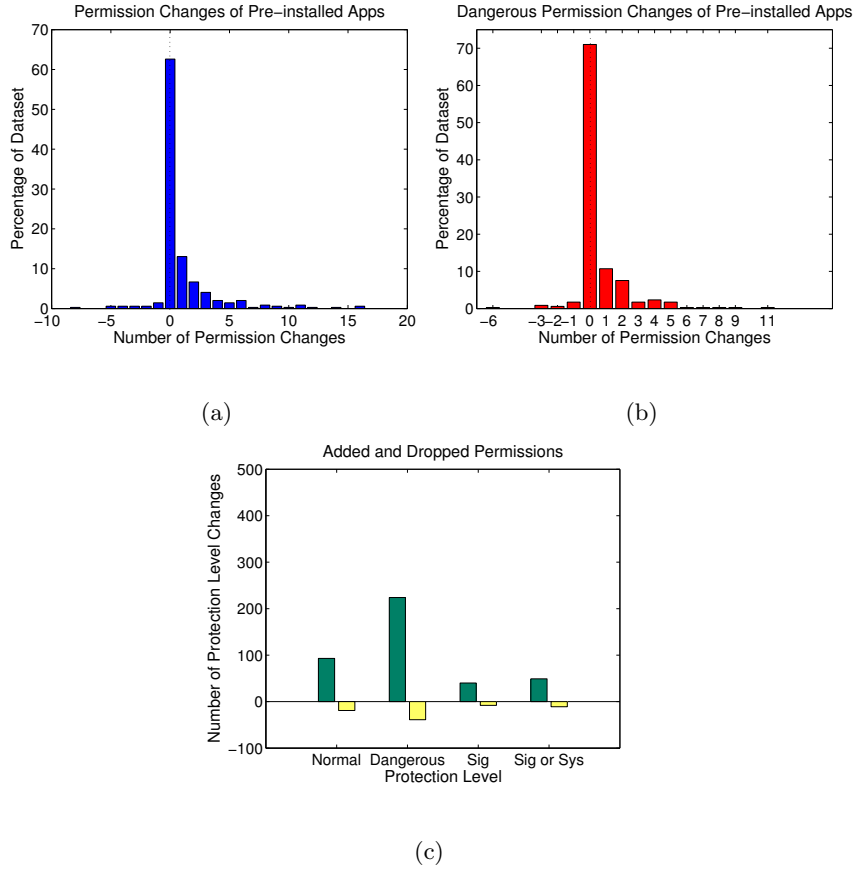 Permission Changes of Pre-installed Apps
70
60
50
40
30
20
10
0
Percentage of Dataset
−10 −5 0 5 10 15 20
Number of Permission Changes
(a)
Dangerous Permission Changes of Pre-installed Apps
70
60
50
40
30
20
10
0
Percentage of Dataset
−6 −3 −2 −1 0 1 2 3 4 5 6 7 8 9 11
Number of Permission Changes
(b)
Added and Dropped Permissions
500
400
300
200
100
0
−100
Number of Protection Level Changes
Normal Dangerous Sig Sig or Sys
Protection Level
(c)